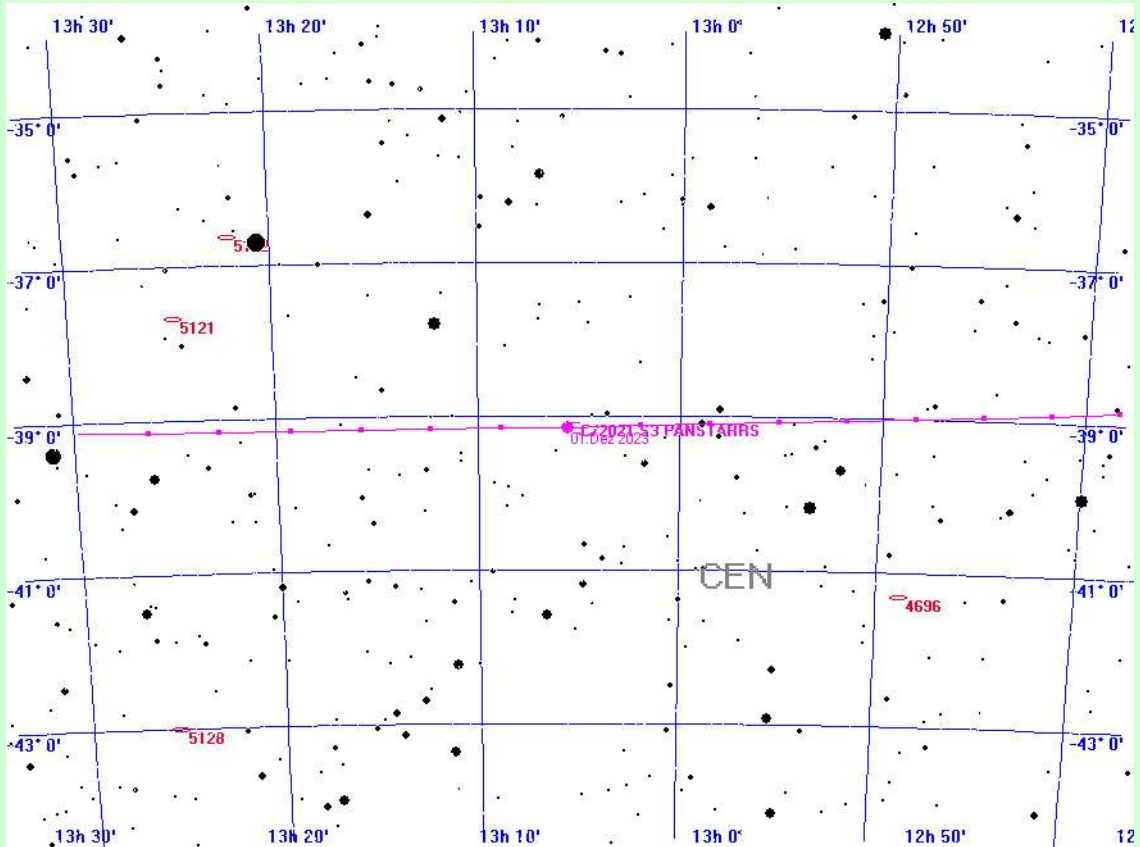 13h 30' 13h 20' 13h 10' 13h 0' 12h 50' 12
-35° 0' -35° 0'
5121
-37° 0' -37° 0'
C/2021 S3 PANSTARRS
01.Dez 2023
-39° 0' -39° 0'
CEN
-41° 0' -41° 0'
4696
5128
-43° 0' -43° 0'
13h 30' 13h 20' 13h 10' 13h 0' 12h 50' 12